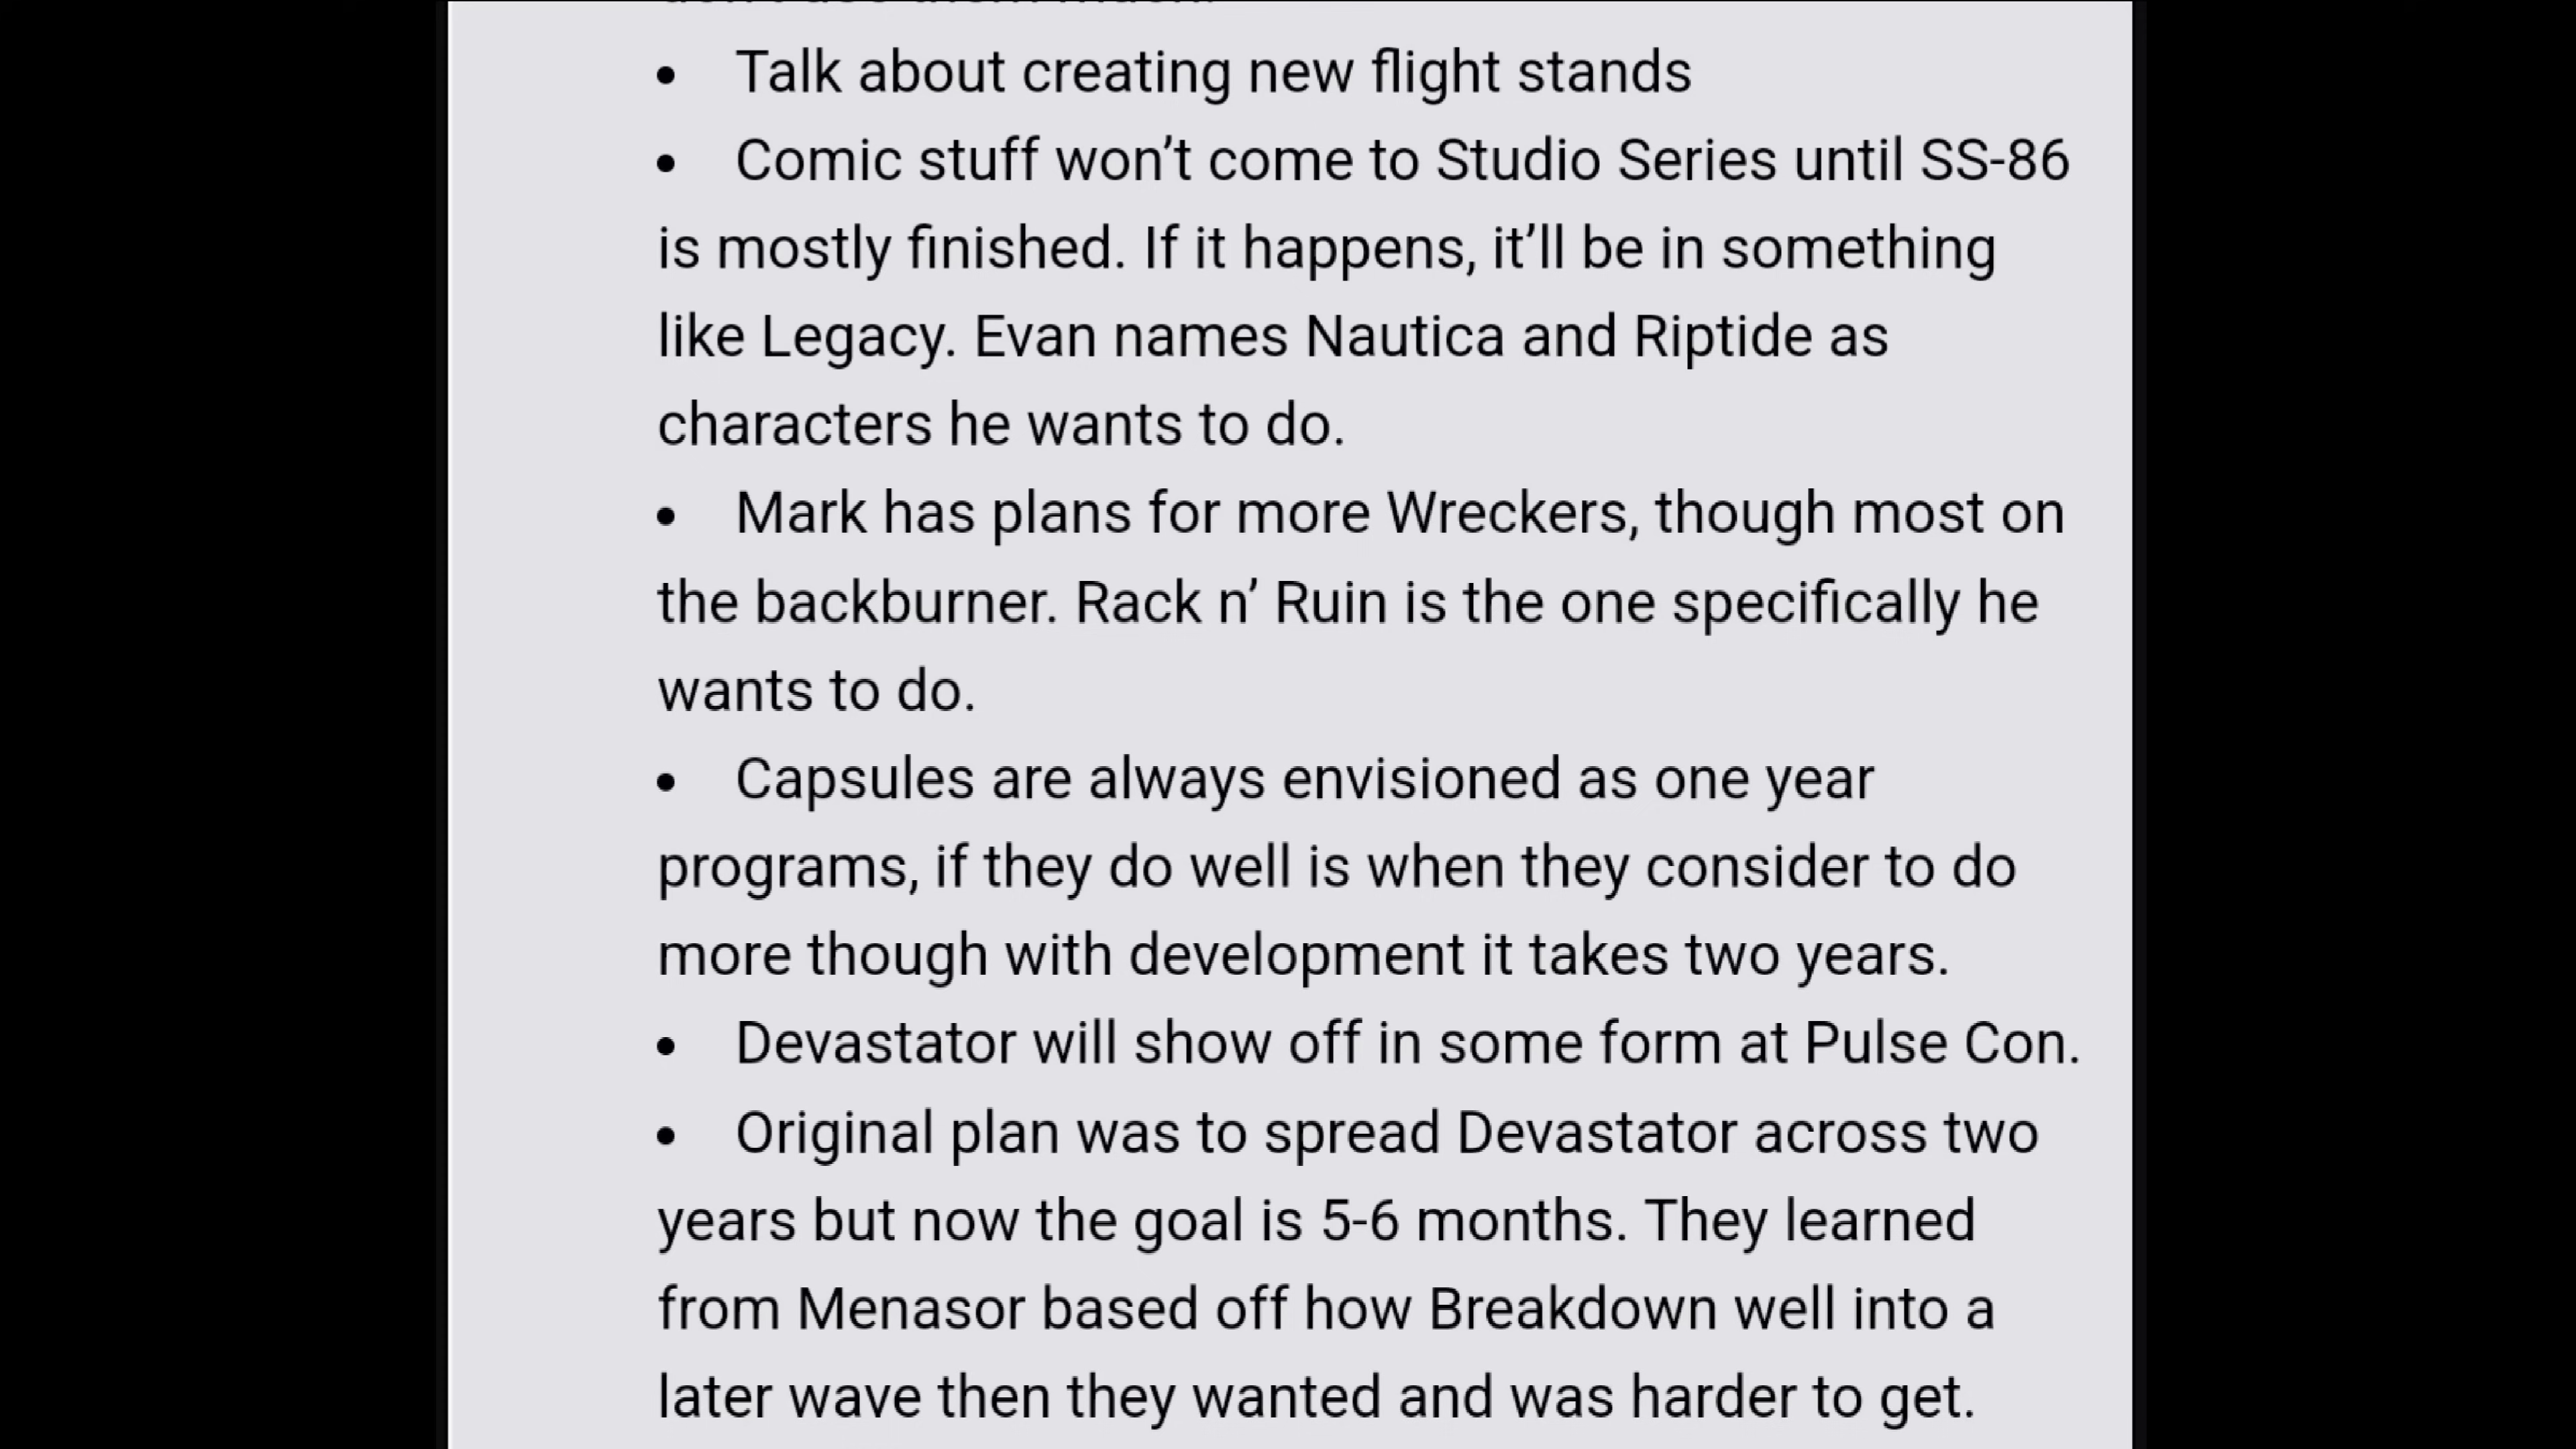 • Talk about creating new flight stands
• Comic stuff won’t come to Studio Series until SS-86
is mostly finished. If it happens, it’ll be in something
like Legacy. Evan names Nautica and Riptide as
characters he wants to do.
• Mark has plans for more Wreckers, though most on
the backburner. Rack n’ Ruin is the one specifically he
wants to do.
• Capsules are always envisioned as one year
programs, if they do well is when they consider to do
more though with development it takes two years.
• Devastator will show off in some form at Pulse Con.
• Original plan was to spread Devastator across two
years but now the goal is 5-6 months. They learned
from Menasor based off how Breakdown well into a
later wave then they wanted and was harder to get.